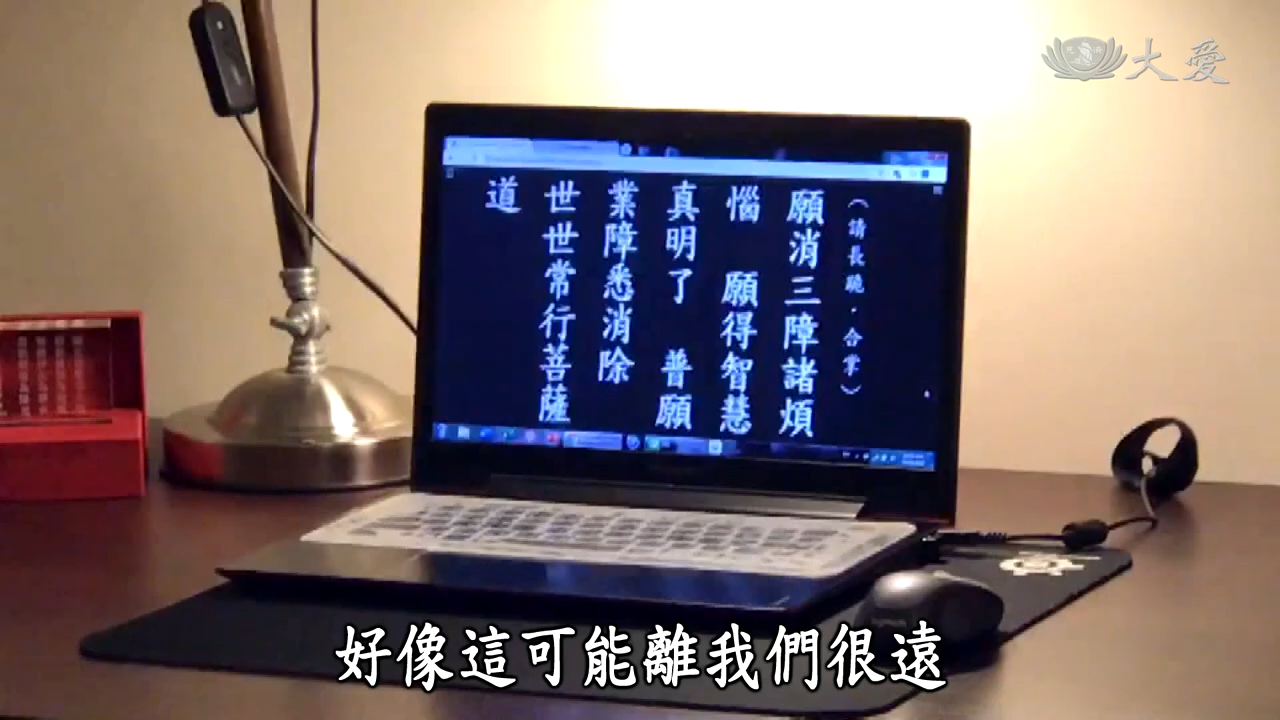 大愛
(請長跪·合掌)
願消三障諸煩
惱 願得智慧
真明了 普願
業障悉消除
世世常行菩薩
道
好像這可能離我們很遠